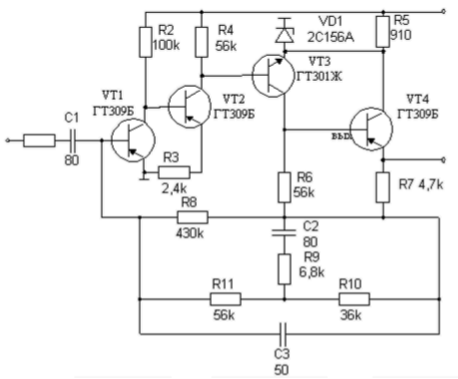 R2
100k
R4
56k
VD1
2C156A
R5
910
VT3
ГТ301Ж
VT1
ГТ309Б
VT2
ГТ309Б
VT4
ГТ309Б
C1
80
вых
R3
2,4k
R6
56k
R7 4,7k
R8
430k
C2
80
R9
6,8k
R11
56k
R10
36k
C3
50